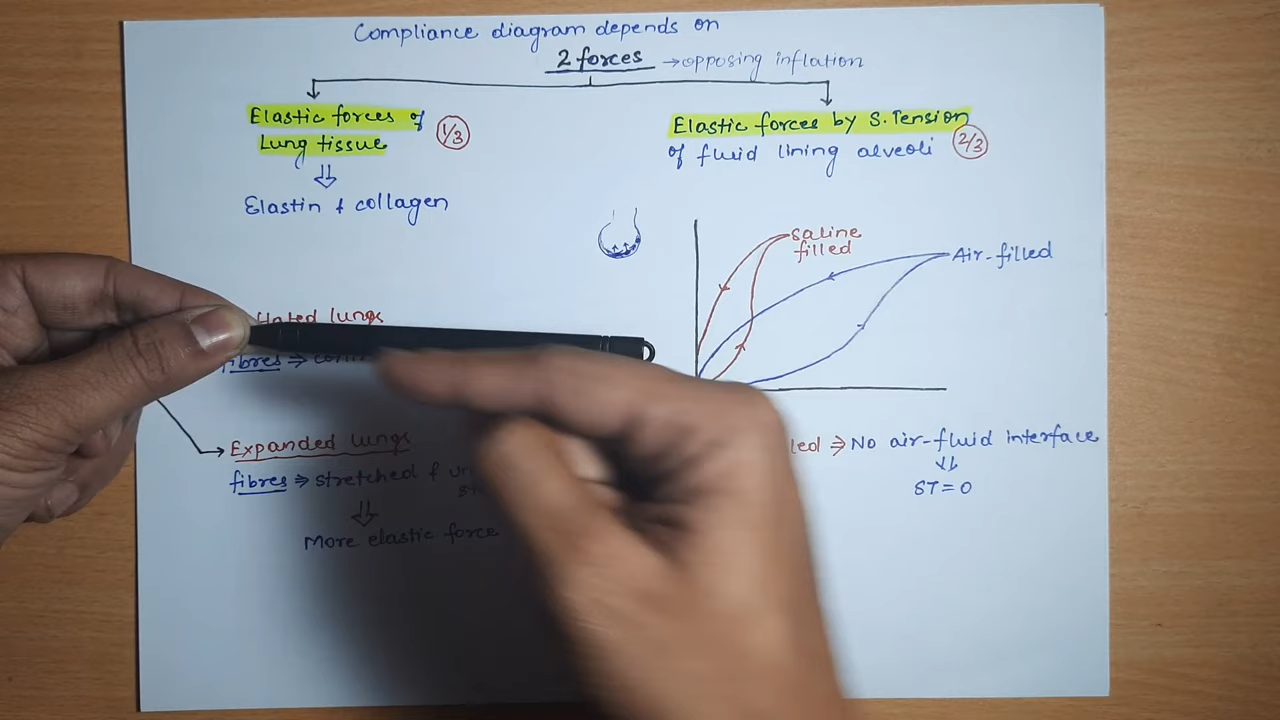 Compliance diagram depends on
2 forces → opposing inflation
Elastic forces of
Lung tissue
1/3
⇓
Elastin & collagen
Elastic forces by S. Tension
of fluid lining alveoli
2/3
Saline
filled
Air-filled
lungs
fibres ⇒
Expanded lungs
fibres ⇒ stretched &
⇓
More elastic force
⇒ No air-fluid interface
⇓
ST = 0